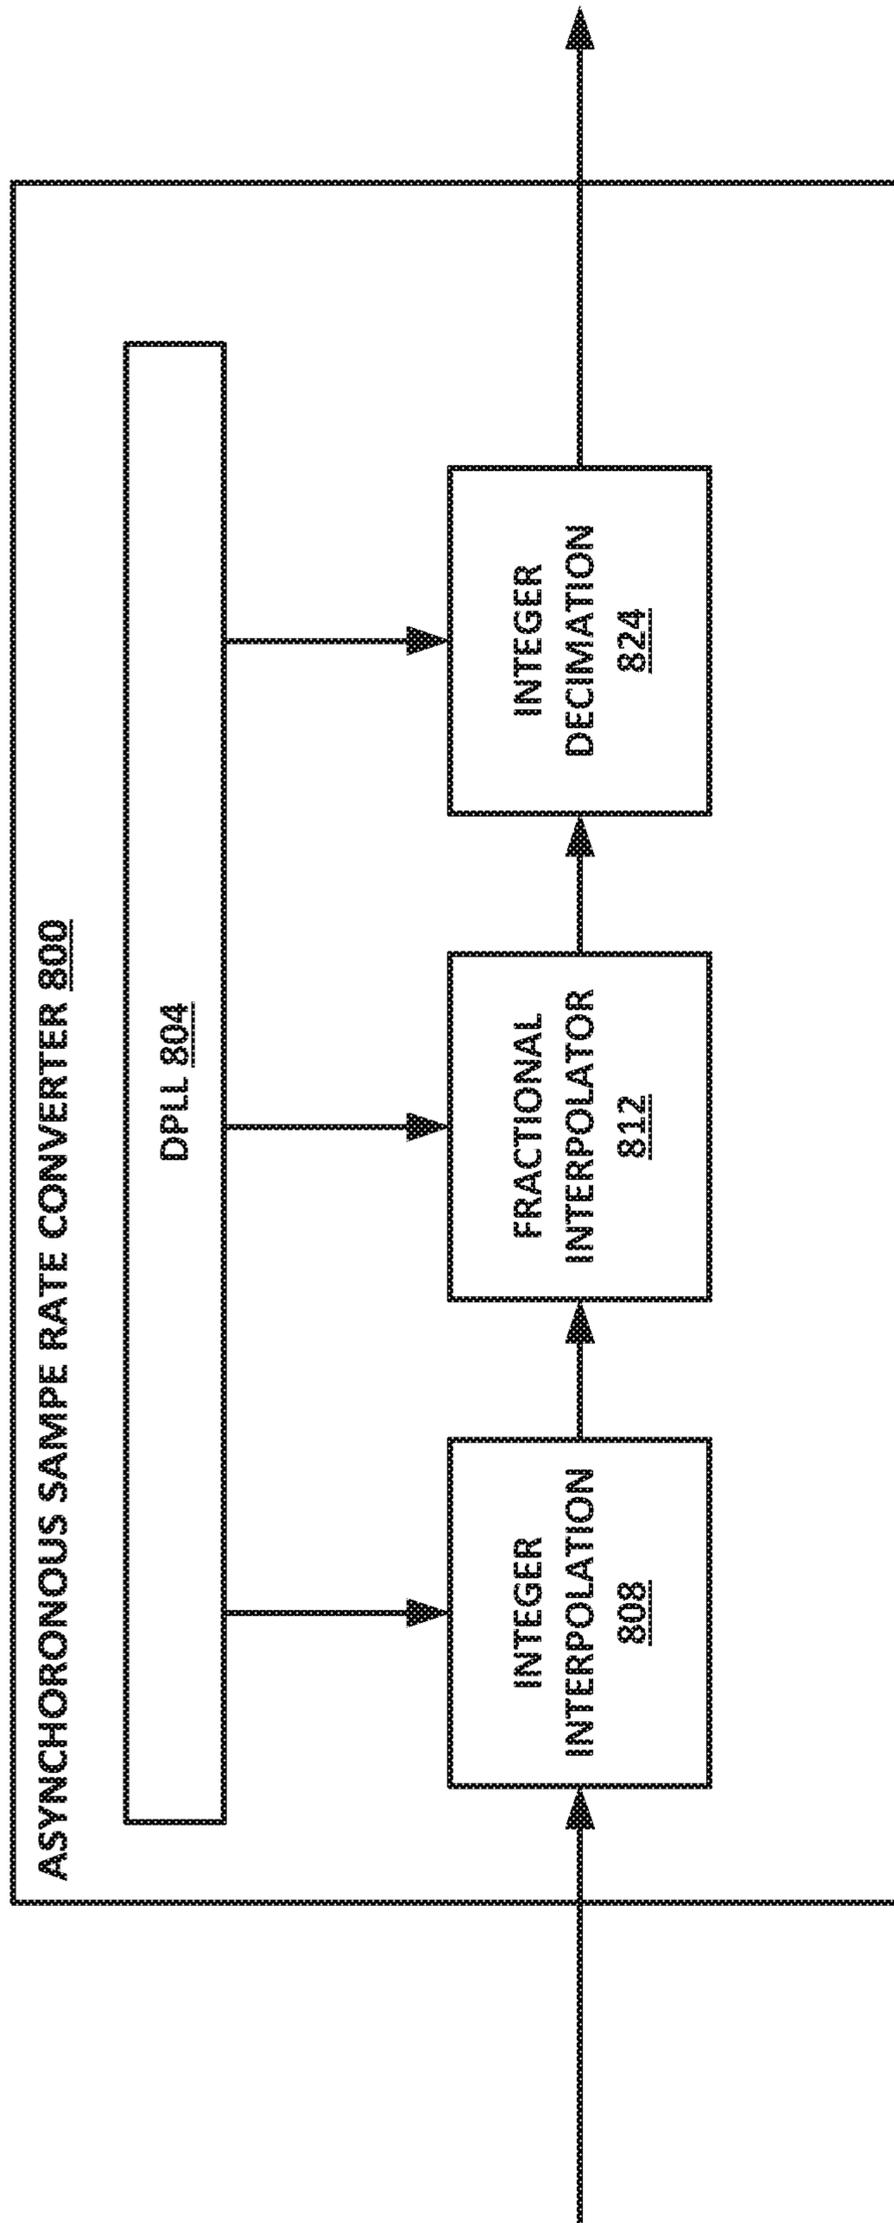 ASYNCHORONOUS SAMPE RATE CONVERTER 800
DPLL 804
INTEGER
INTERPOLATION
808
FRACTIONAL
INTERPOLATOR
812
INTEGER
DECIMATION
824